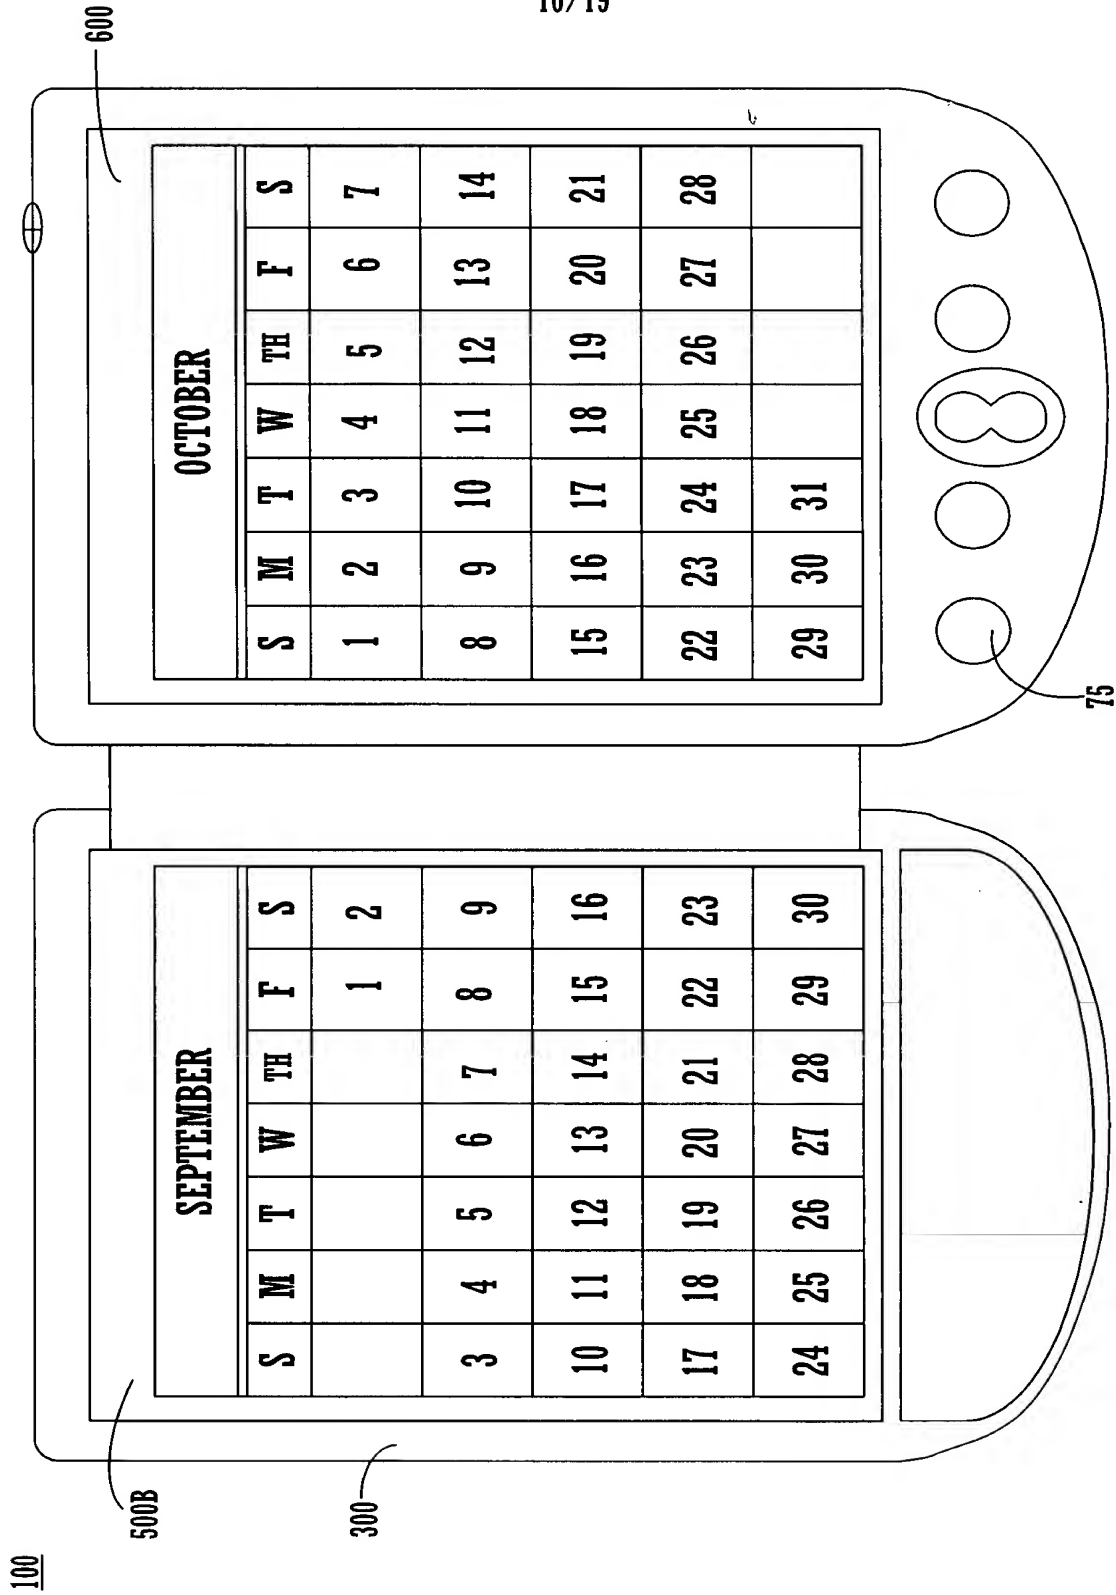 10/19
100
500B
300
600
75
SEPTEMBER
S M T W TH F S
1 2
3 4 5 6 7 8 9
10 11 12 13 14 15 16
17 18 19 20 21 22 23
24 25 26 27 28 29 30
OCTOBER
S M T W TH F S
1 2 3 4 5 6 7
8 9 10 11 12 13 14
15 16 17 18 19 20 21
22 23 24 25 26 27 28
29 30 31